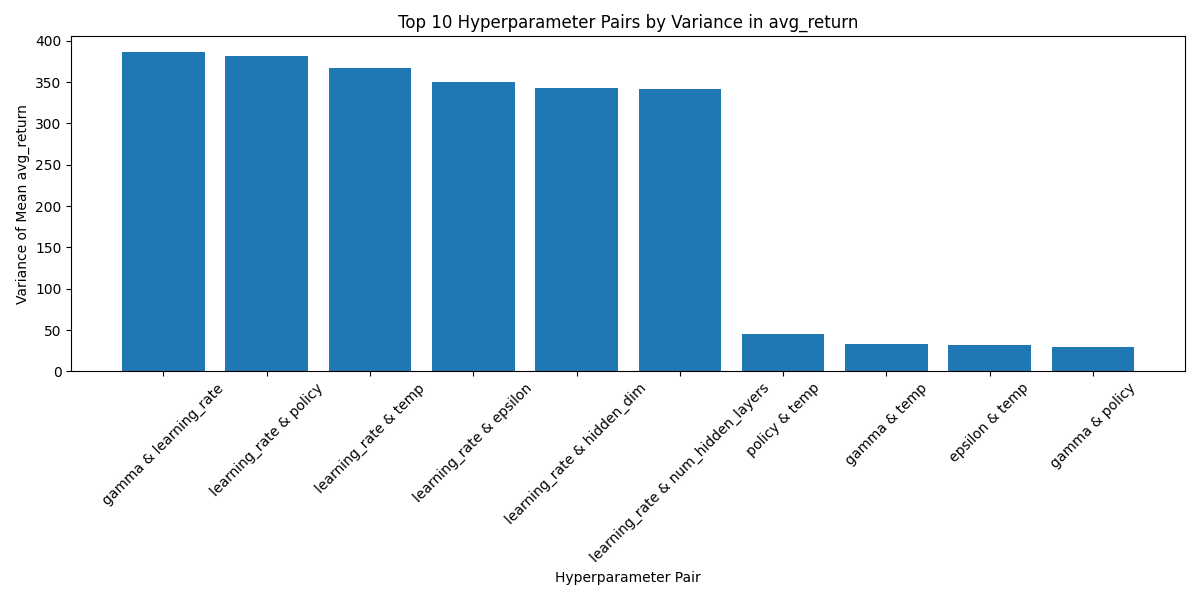 Top 10 Hyperparameter Pairs by Variance in avg_return
Variance of Mean avg_return
400
350
300
250
200
150
100
50
0
gamma & learning_rate
learning_rate & policy
learning_rate & temp
learning_rate & epsilon
learning_rate & hidden_dim
learning_rate & num_hidden_layers
policy & temp
gamma & temp
epsilon & temp
gamma & policy
Hyperparameter Pair